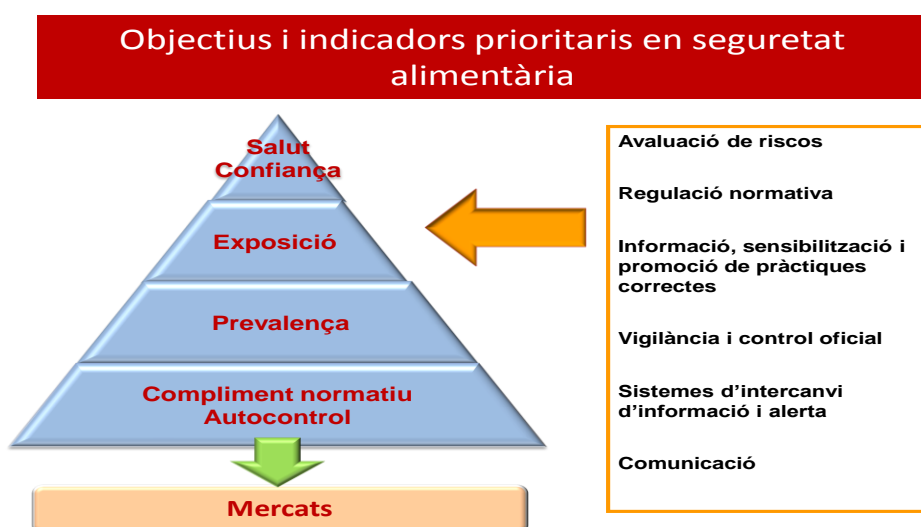 Objectius i indicadors prioritaris en seguretat
alimentària
Salut
Confiança
Exposició
Prevalença
Compliment normatiu
Autocontrol
Mercats
Avaluació de riscos
Regulació normativa
Informació, sensibilització i
promoció de pràctiques
correctes
Vigilància i control oficial
Sistemes d’intercanvi
d’informació i alerta
Comunicació